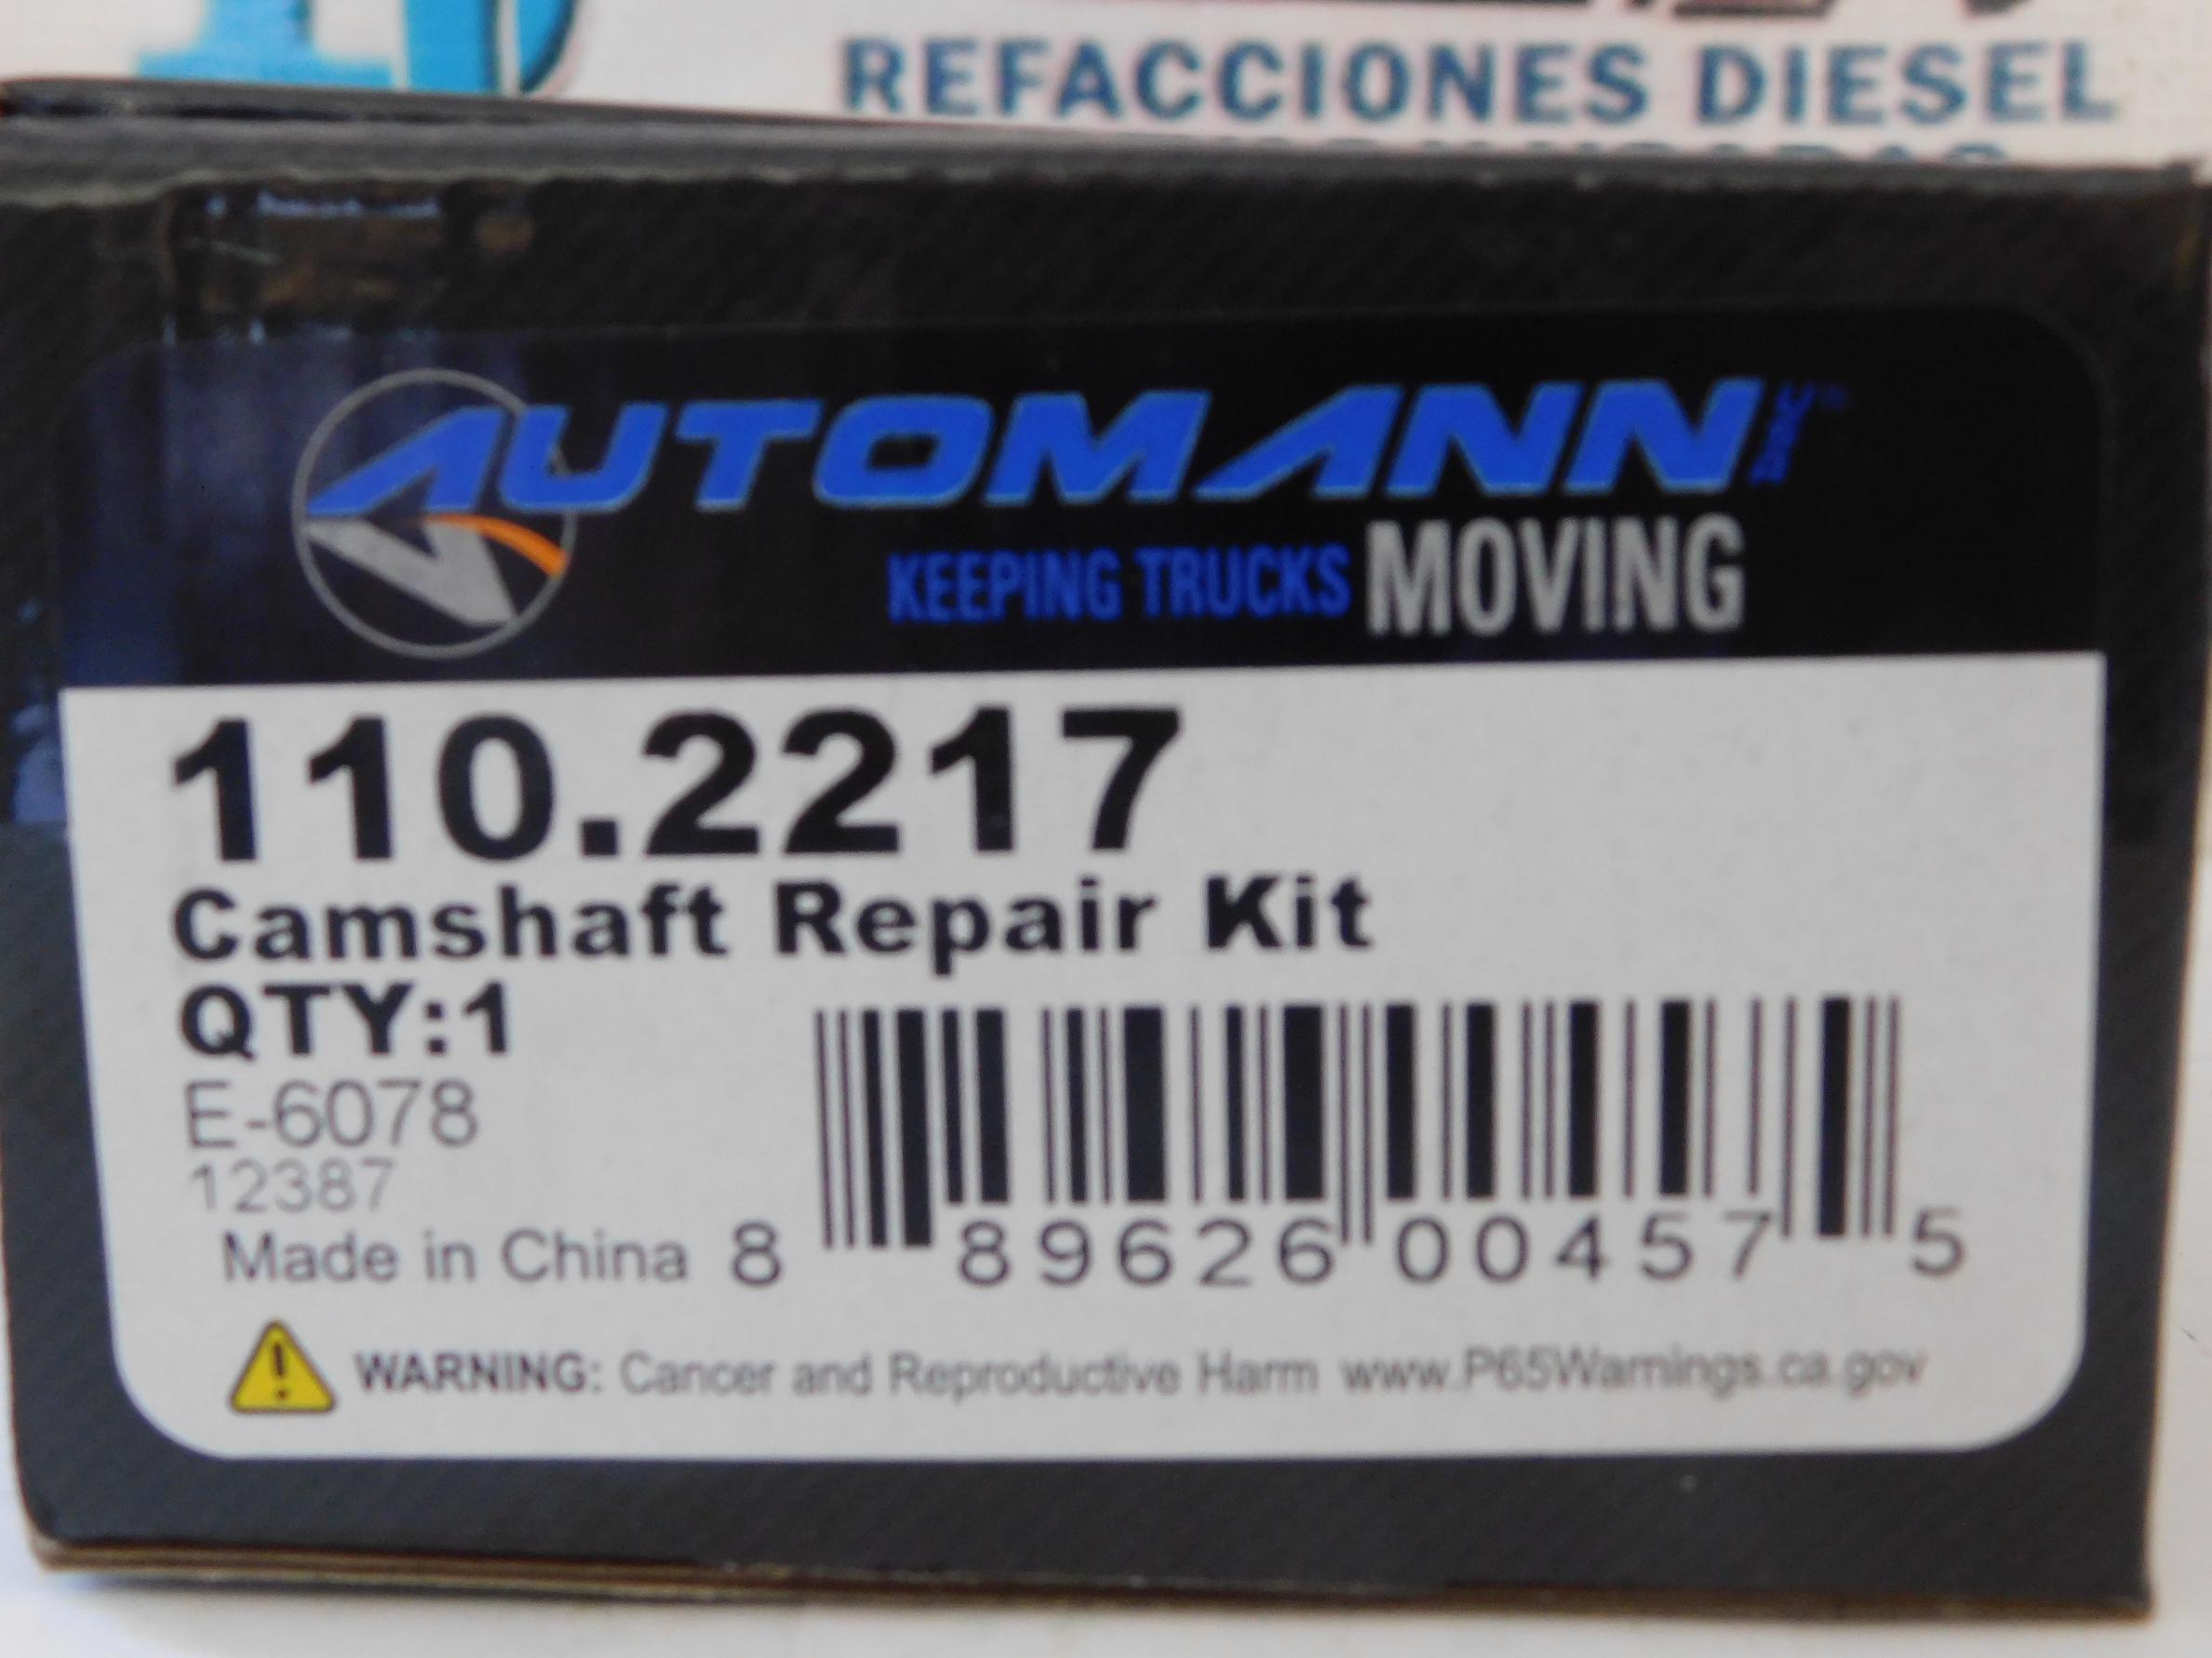 REFACCIONES DIESEL
AUTOMANN
KEEPING TRUCKS MOVING
110.2217
Camshaft Repair Kit
QTY:1
E-6078
12387
Made in China
8 89626 00457 5
WARNING: Cancer and Reproductive Harm www.P65Warnings.ca.gov